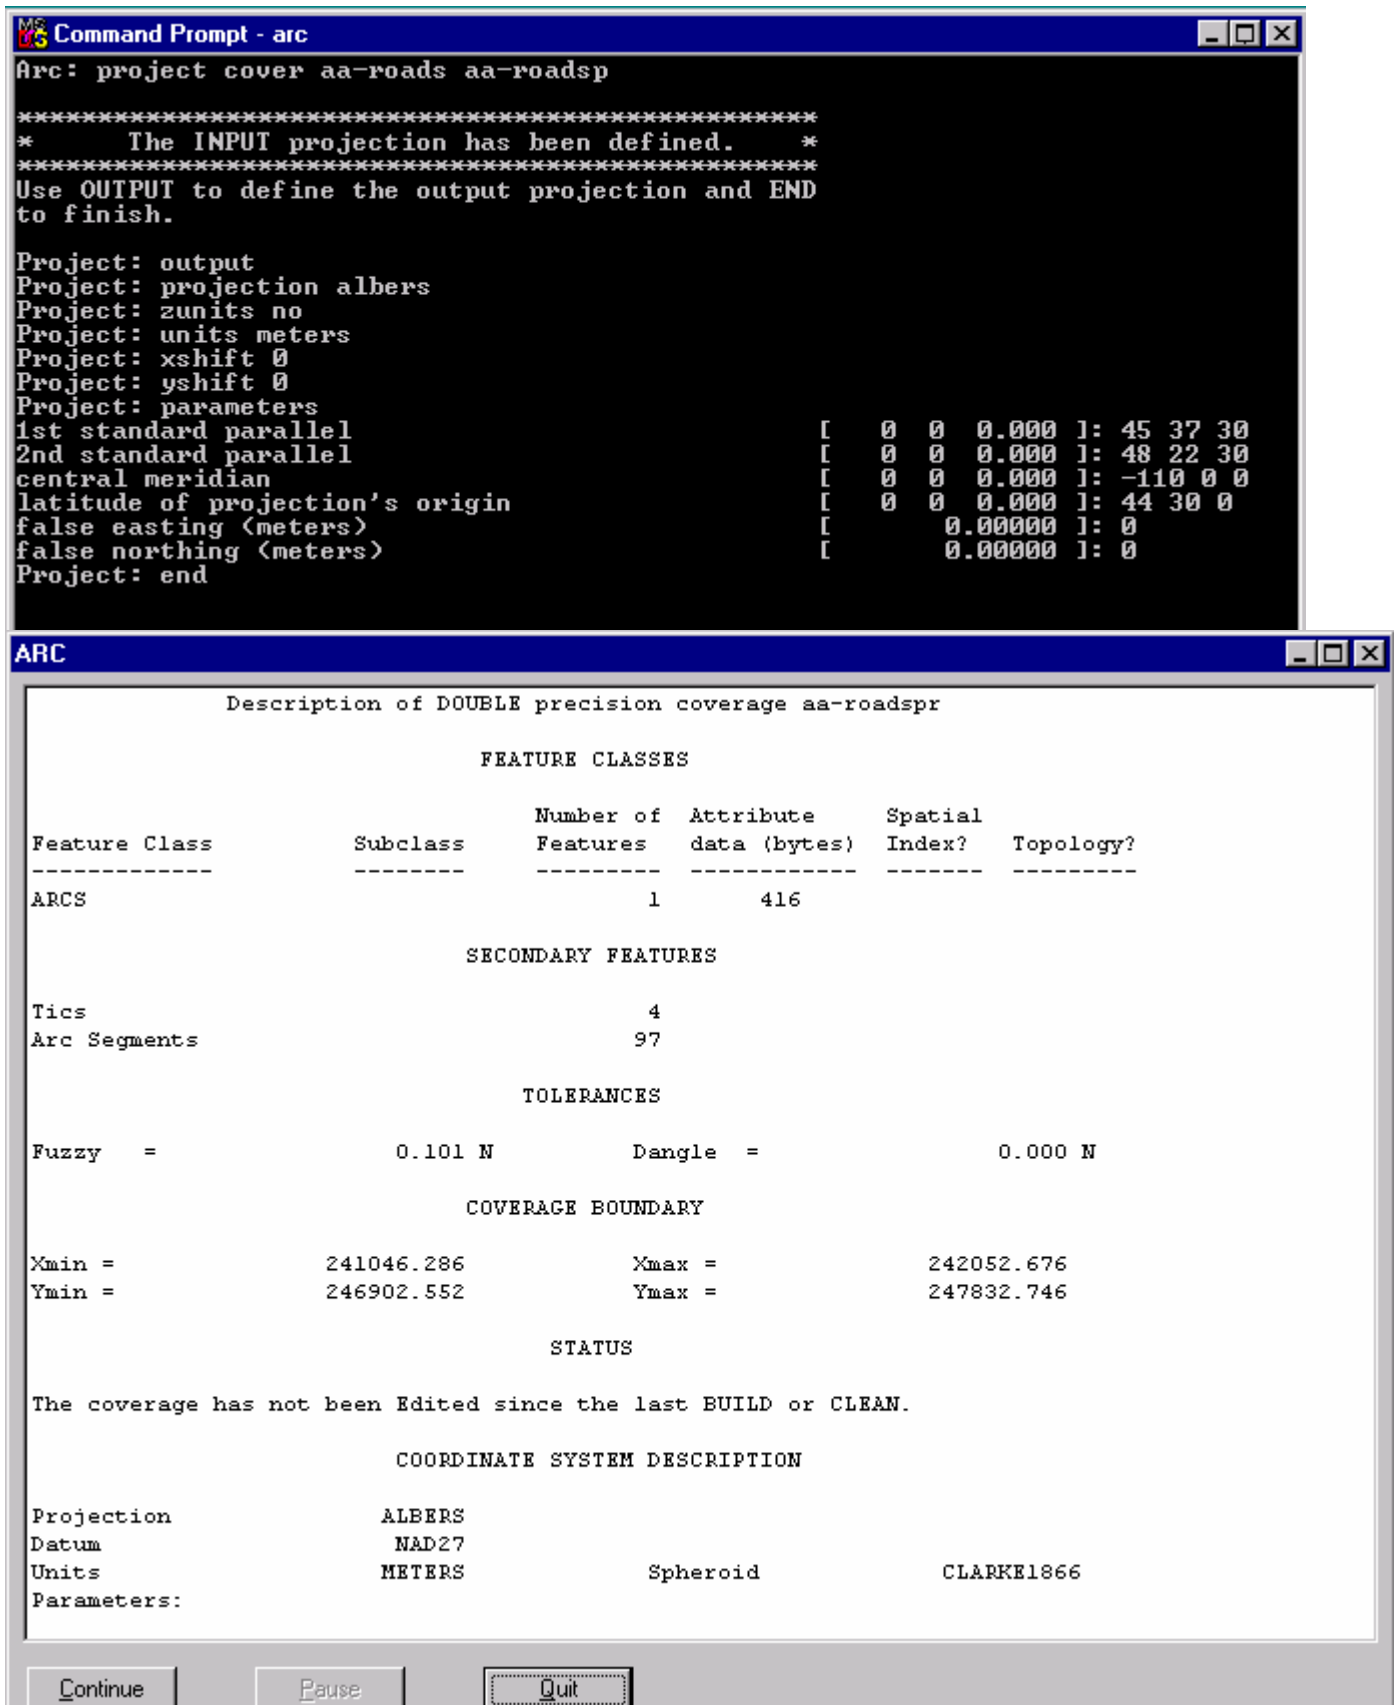 Command Prompt - arc
Arc: project cover aa-roads aa-roadsp
**************************************************
* The INPUT projection has been defined. *
**************************************************
Use OUTPUT to define the output projection and END
to finish.
Project: output
Project: projection albers
Project: zunits no
Project: units meters
Project: xshift 0
Project: yshift 0
Project: parameters
1st standard parallel [ 0 0 0.000 ]: 45 37 30
2nd standard parallel [ 0 0 0.000 ]: 48 22 30
central meridian [ 0 0 0.000 ]: -110 0 0
latitude of projection's origin [ 0 0 0.000 ]: 44 30 0
false easting (meters) [ 0.00000 ]: 0
false northing (meters) [ 0.00000 ]: 0
Project: end
ARC
Description of DOUBLE precision coverage aa-roadspr
FEATURE CLASSES
Number of Attribute Spatial
Feature Class Subclass Features data (bytes) Index? Topology?
------------- -------- --------- ------------ ------- ---------
ARCS 1 416
SECONDARY FEATURES
Tics 4
Arc Segments 97
TOLERANCES
Fuzzy = 0.101 N Dangle = 0.000 N
COVERAGE BOUNDARY
Xmin = 241046.286 Xmax = 242052.676
Ymin = 246902.552 Ymax = 247832.746
STATUS
The coverage has not been Edited since the last BUILD or CLEAN.
COORDINATE SYSTEM DESCRIPTION
Projection ALBERS
Datum NAD27
Units METERS Spheroid CLARKE1866
Parameters:
Continue Pause Quit